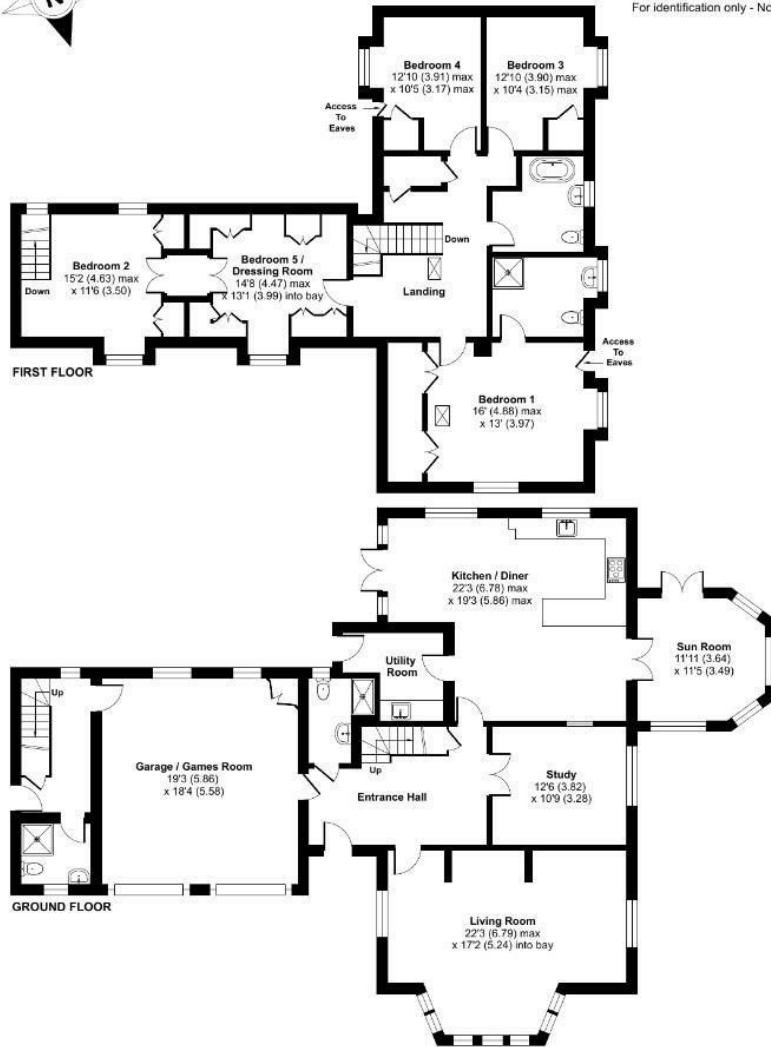 N
For identification only - No
Bedroom 4
12'10 (3.91) max
x 10'5 (3.17) max
Bedroom 3
12'10 (3.90) max
x 10'4 (3.15) max
Access
To
Eaves
Bedroom 2
15'2 (4.63) max
x 11'6 (3.50)
Down
Bedroom 5 /
Dressing Room
14'8 (4.47) max
x 13'1 (3.99) into bay
Down
Landing
Access
To
Eaves
FIRST FLOOR
Bedroom 1
16' (4.88) max
x 13' (3.97)
Kitchen / Diner
22'3 (6.78) max
x 19'3 (5.86) max
Sun Room
11'11 (3.64)
x 11'5 (3.49)
Utility
Room
Up
Garage / Games Room
19'3 (5.86)
x 18'4 (5.58)
Up
Entrance Hall
Study
12'6 (3.82)
x 10'9 (3.28)
GROUND FLOOR
Living Room
22'3 (6.79) max
x 17'2 (5.24) into bay